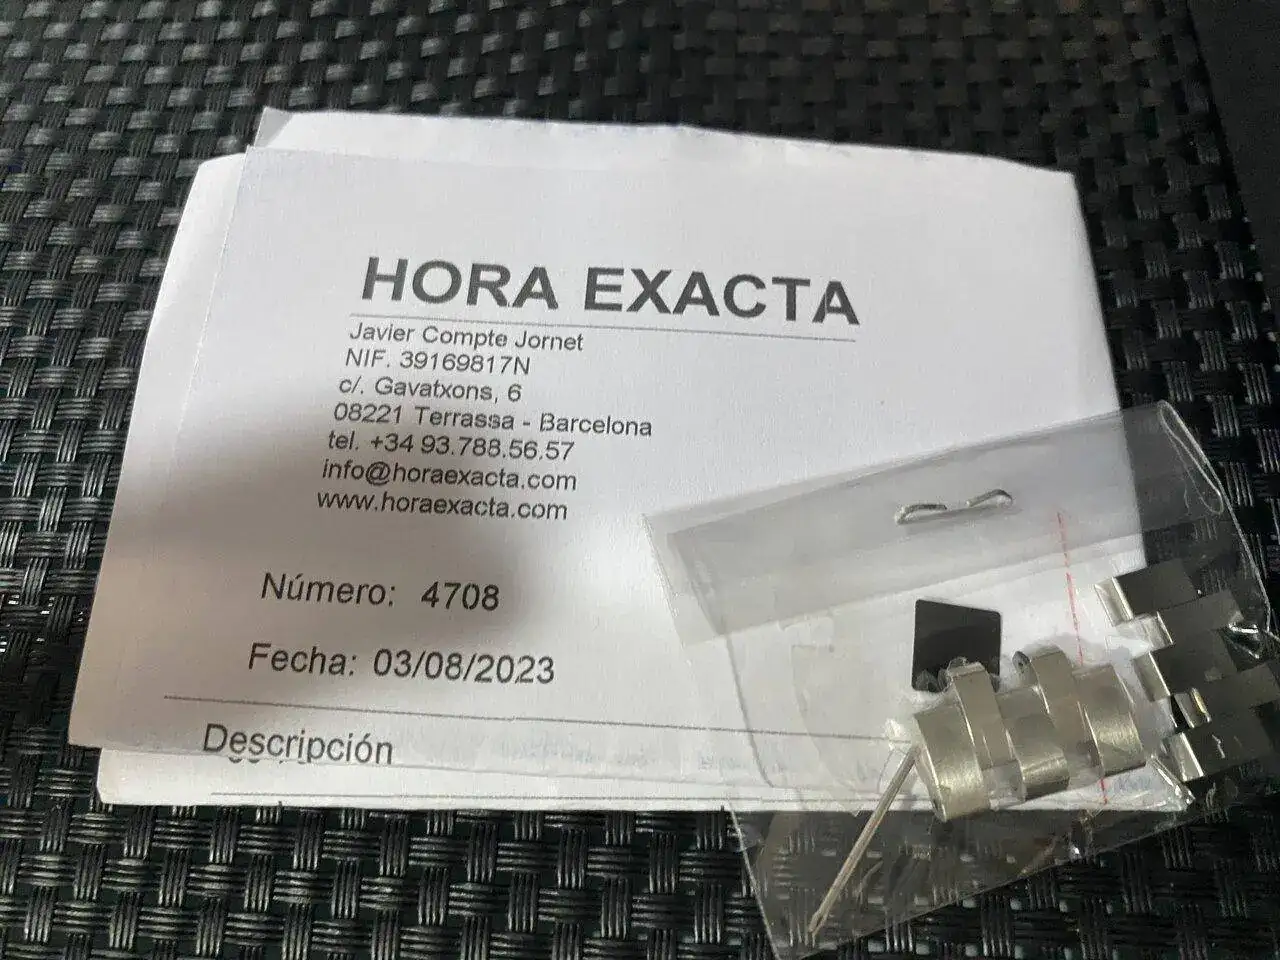 HORA EXACTA
Javier Compte Jornet
NIF. 39169817N
c/. Gavatxons, 6
08221 Terrassa - Barcelona
tel. +34 93.788.56.57
info@horaexacta.com
www.horaexacta.com
Número: 4708
Fecha: 03/08/2023
Descripción